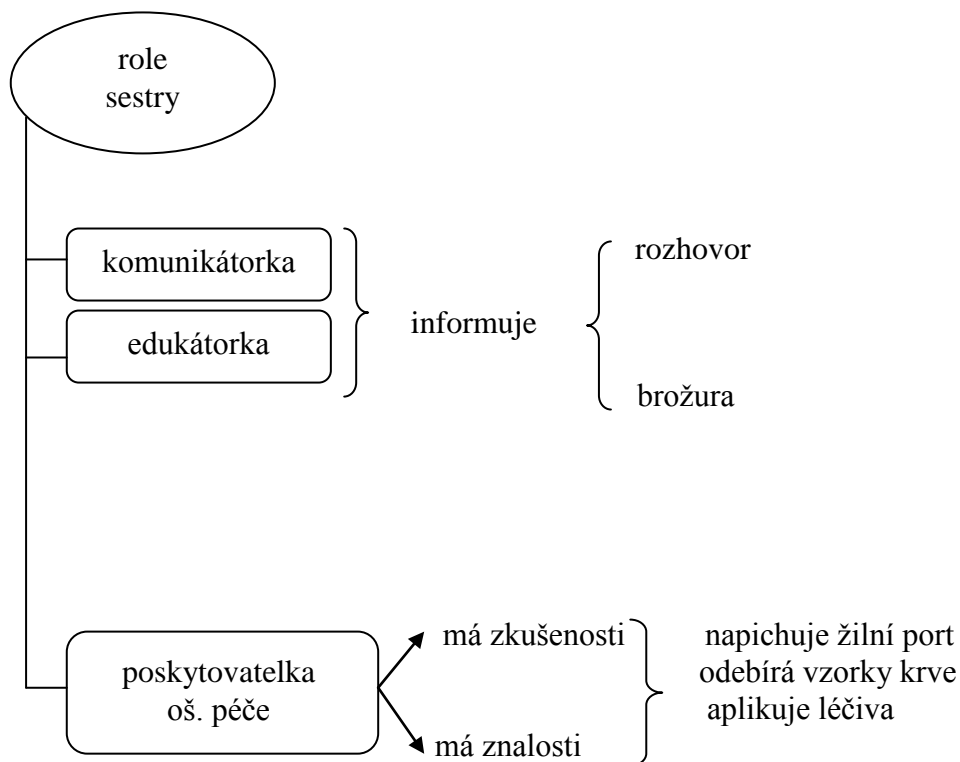 role
sestry
komunikátorka
edukátorka
informuje
rozhovor
brožura
poskytovatelka
oš. péče
má zkušenosti
má znalosti
napichuje žilní port
odebírá vzorky krve
aplikuje léčiva